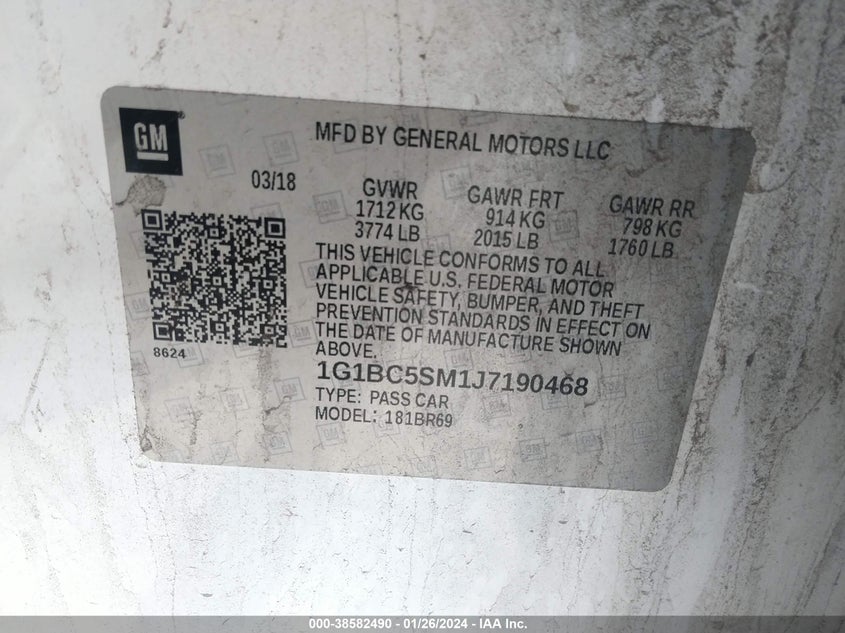 GM
MFD BY GENERAL MOTORS LLC
03/18
GVWR
1712 KG
3774 LB
GAWR FRT
914 KG
2015 LB
GAWR RR
798 KG
1760 LB
THIS VEHICLE CONFORMS TO ALL
APPLICABLE U.S. FEDERAL MOTOR
VEHICLE SAFETY, BUMPER, AND THEFT
PREVENTION STANDARDS IN EFFECT ON
THE DATE OF MANUFACTURE SHOWN
ABOVE.
8624
1G1BC5SM1J7190468
TYPE: PASS CAR
MODEL: 181BR69
000-38582490 - 01/26/2024 - IAA Inc.